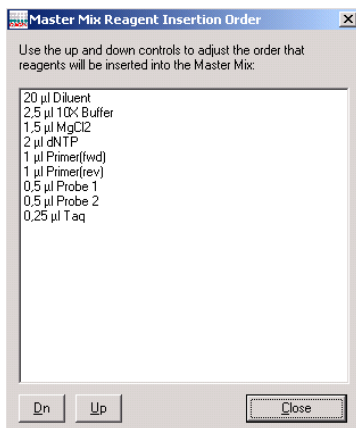 Master Mix Reagent Insertion Order
Use the up and down controls to adjust the order that
reagents will be inserted into the Master Mix:
20 µl Diluent
2,5 µl 10X Buffer
1,5 µl MgCl2
2 µl dNTP
1 µl Primer(fwd)
1 µl Primer(rev)
0,5 µl Probe 1
0,5 µl Probe 2
0,25 µl Taq
Dn Up Close